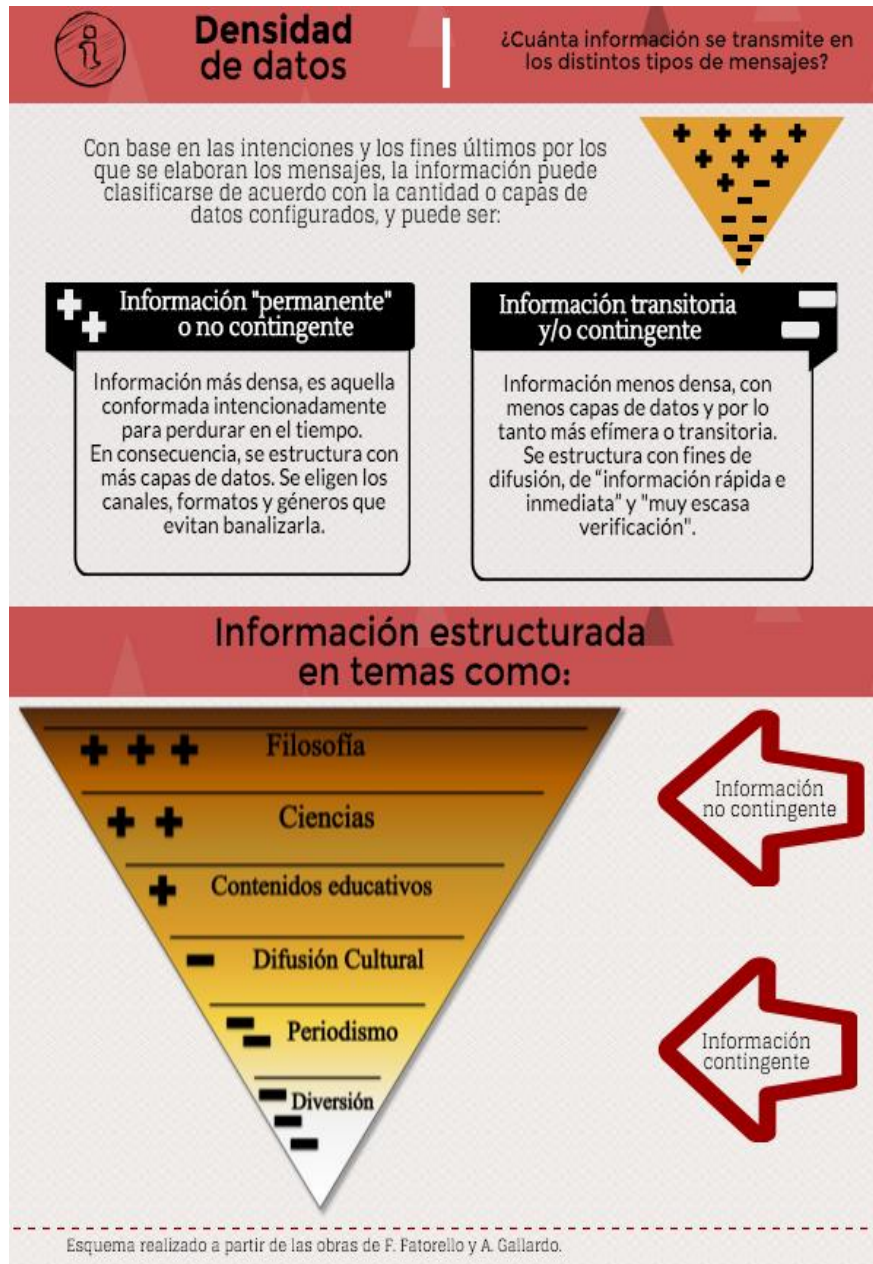 Densidad
de datos
¿Cuánta información se transmite en
los distintos tipos de mensajes?
Con base en las intenciones y los fines últimos por los
que se elaboran los mensajes, la información puede
clasificarse de acuerdo con la cantidad o capas de
datos configurados, y puede ser:
Información "permanente"
o no contingente
Información más densa, es aquella
conformada intencionadamente
para perdurar en el tiempo.
En consecuencia, se estructura con
más capas de datos. Se eligen los
canales, formatos y géneros que
evitan banalizarla.
Información transitoria
y/o contingente
Información menos densa, con
menos capas de datos y por lo
tanto más efímera o transitoria.
Se estructura con fines de
difusión, de “información rápida e
inmediata” y "muy escasa
verificación".
Información estructurada
en temas como:
+ + + Filosofía
+ + Ciencias
+ Contenidos educativos
- Difusión Cultural
- - Periodismo
- - - Diversión
Información
no contingente
Información
contingente
Esquema realizado a partir de las obras de F. Fatorello y A. Gallardo.